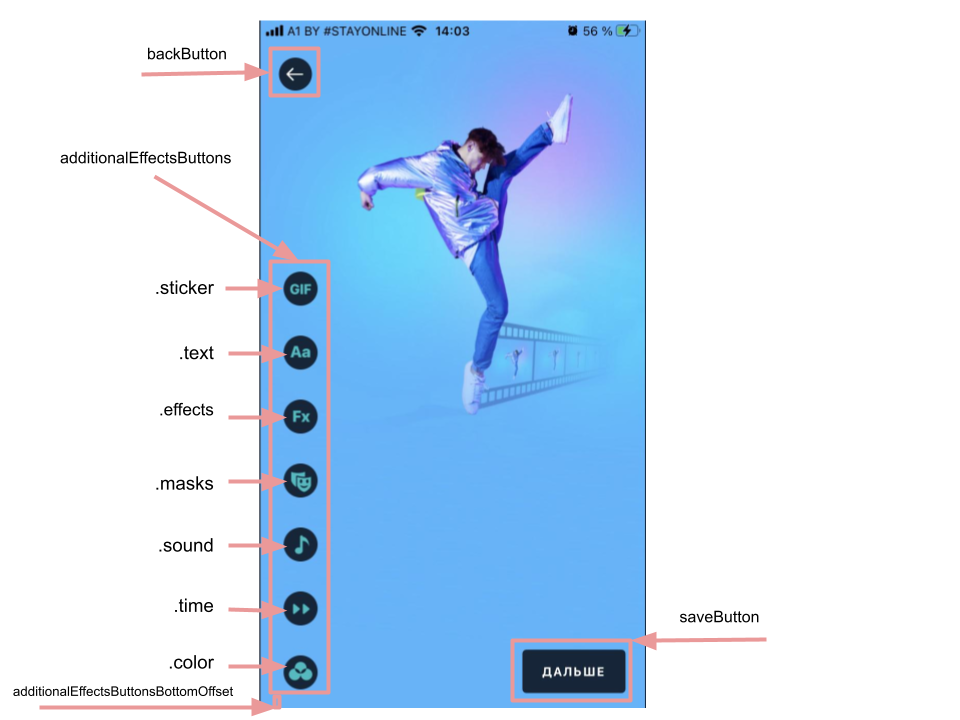 A1 BY #STAYONLINE 14:03 56 %
backButton
additionalEffectsButtons
.sticker
GIF
.text
Aa
.effects
Fx
.masks
.sound
.time
.color
additionalEffectsButtonsBottomOffset
saveButton
ДАЛЬШЕ